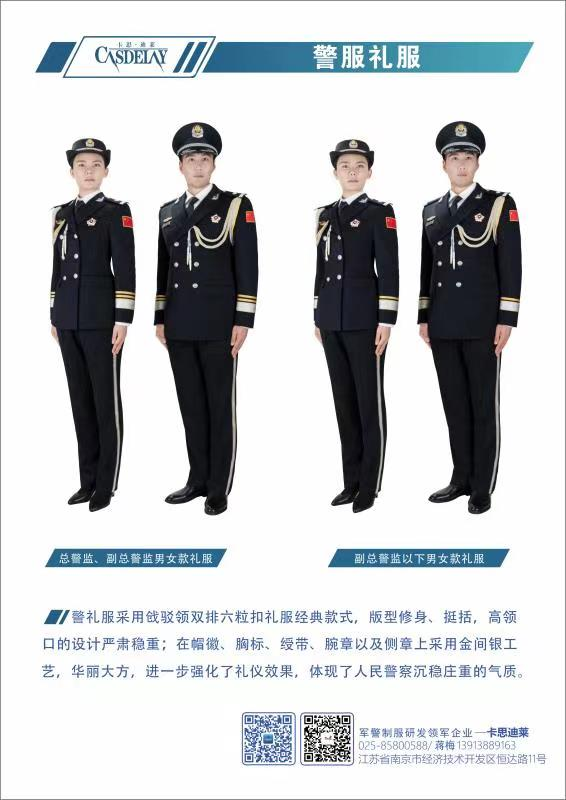 卡思·迪莱
CASDELAY
警服礼服
总警监、副总警监男女款礼服
副总警监以下男女款礼服
警礼服采用戗驳领双排六粒扣礼服经典款式，版型修身、挺括，高领
口的设计严肃稳重；在帽徽、胸标、绶带、腕章以及侧章上采用金间银工
艺，华丽大方，进一步强化了礼仪效果，体现了人民警察沉稳庄重的气质。
军警制服研发领军企业—卡思迪莱
025-85800588/ 蒋梅 13913889163
江苏省南京市经济技术开发区恒达路11号